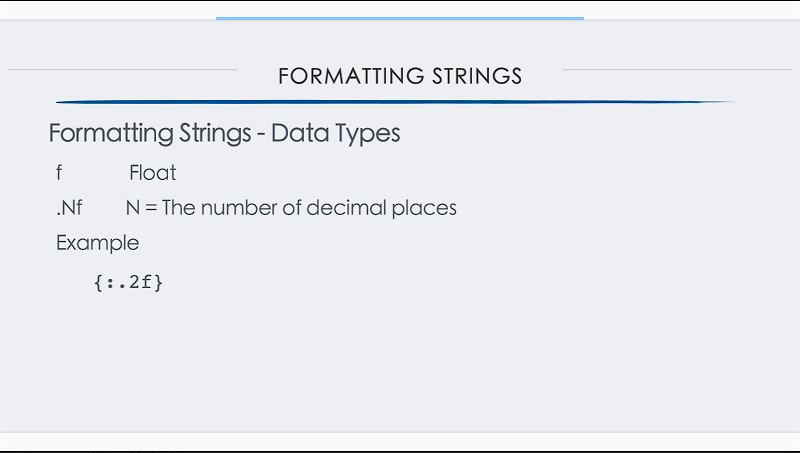 FORMATTING STRINGS
Formatting Strings - Data Types
f Float
.Nf N = The number of decimal places
Example
{:.2f}